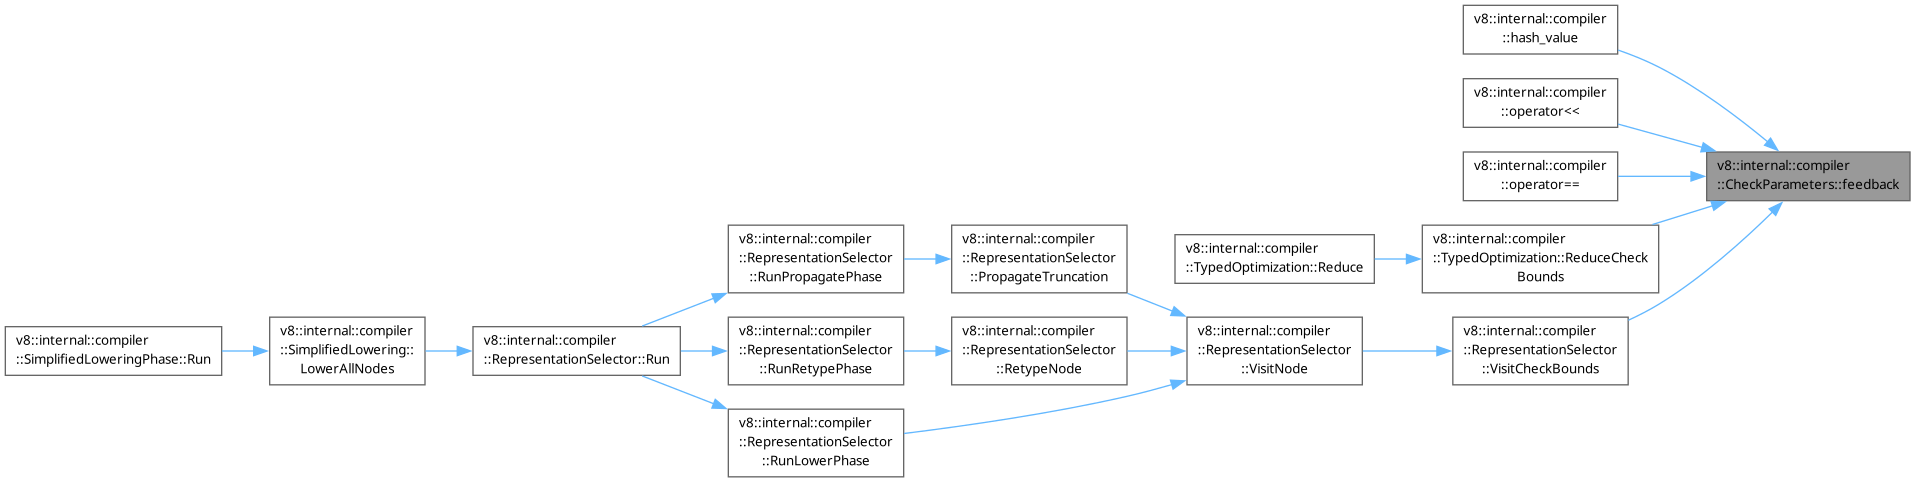 v8::internal::compiler
::hash_value
v8::internal::compiler
::operator<<
v8::internal::compiler
::operator==
v8::internal::compiler
::CheckParameters::feedback
v8::internal::compiler
::RepresentationSelector
::RunPropagatePhase
v8::internal::compiler
::RepresentationSelector
::PropagateTruncation
v8::internal::compiler
::TypedOptimization::Reduce
v8::internal::compiler
::TypedOptimization::ReduceCheck
Bounds
v8::internal::compiler
::SimplifiedLoweringPhase::Run
v8::internal::compiler
::SimplifiedLowering::
LowerAllNodes
v8::internal::compiler
::RepresentationSelector::Run
v8::internal::compiler
::RepresentationSelector
::RunRetypePhase
v8::internal::compiler
::RepresentationSelector
::RetypeNode
v8::internal::compiler
::RepresentationSelector
::VisitNode
v8::internal::compiler
::RepresentationSelector
::VisitCheckBounds
v8::internal::compiler
::RepresentationSelector
::RunLowerPhase